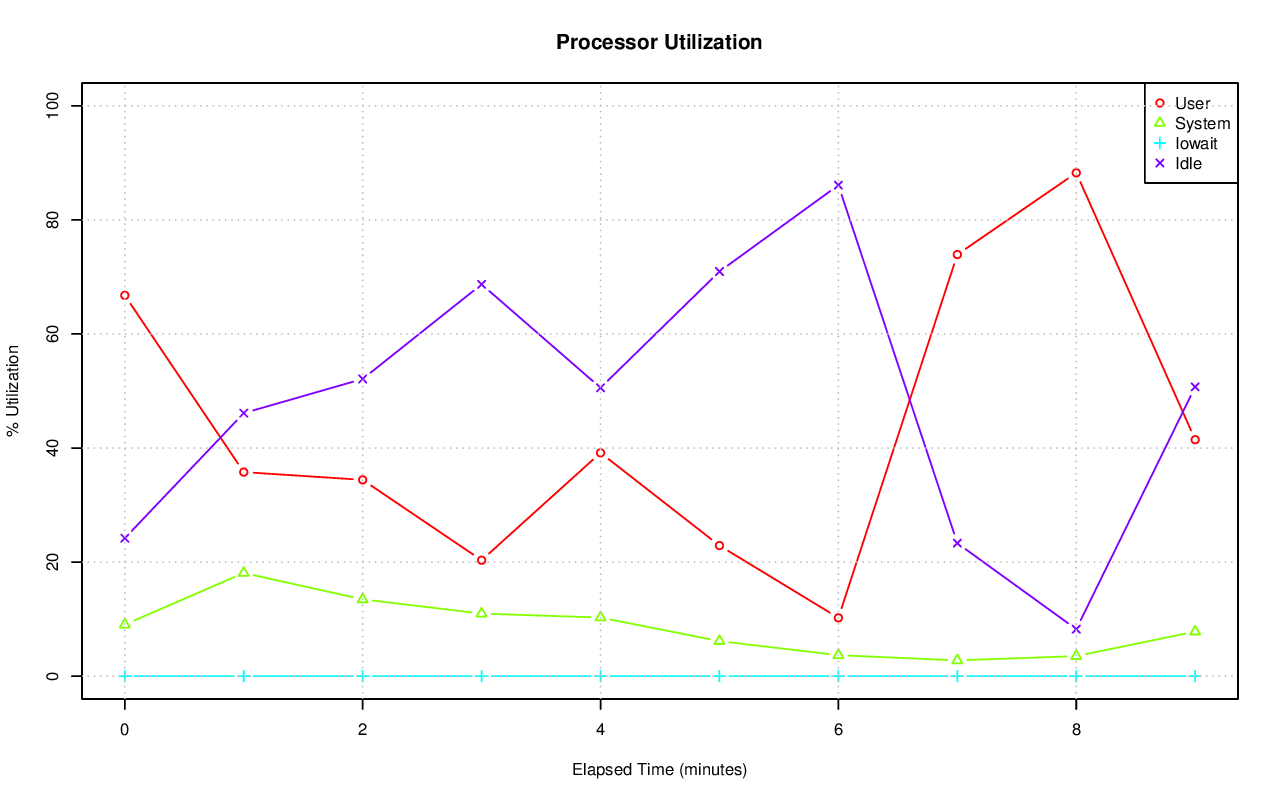 Processor Utilization
User
System
Iowait
Idle
% Utilization
100
80
60
40
20
0
0 2 4 6 8
Elapsed Time (minutes)